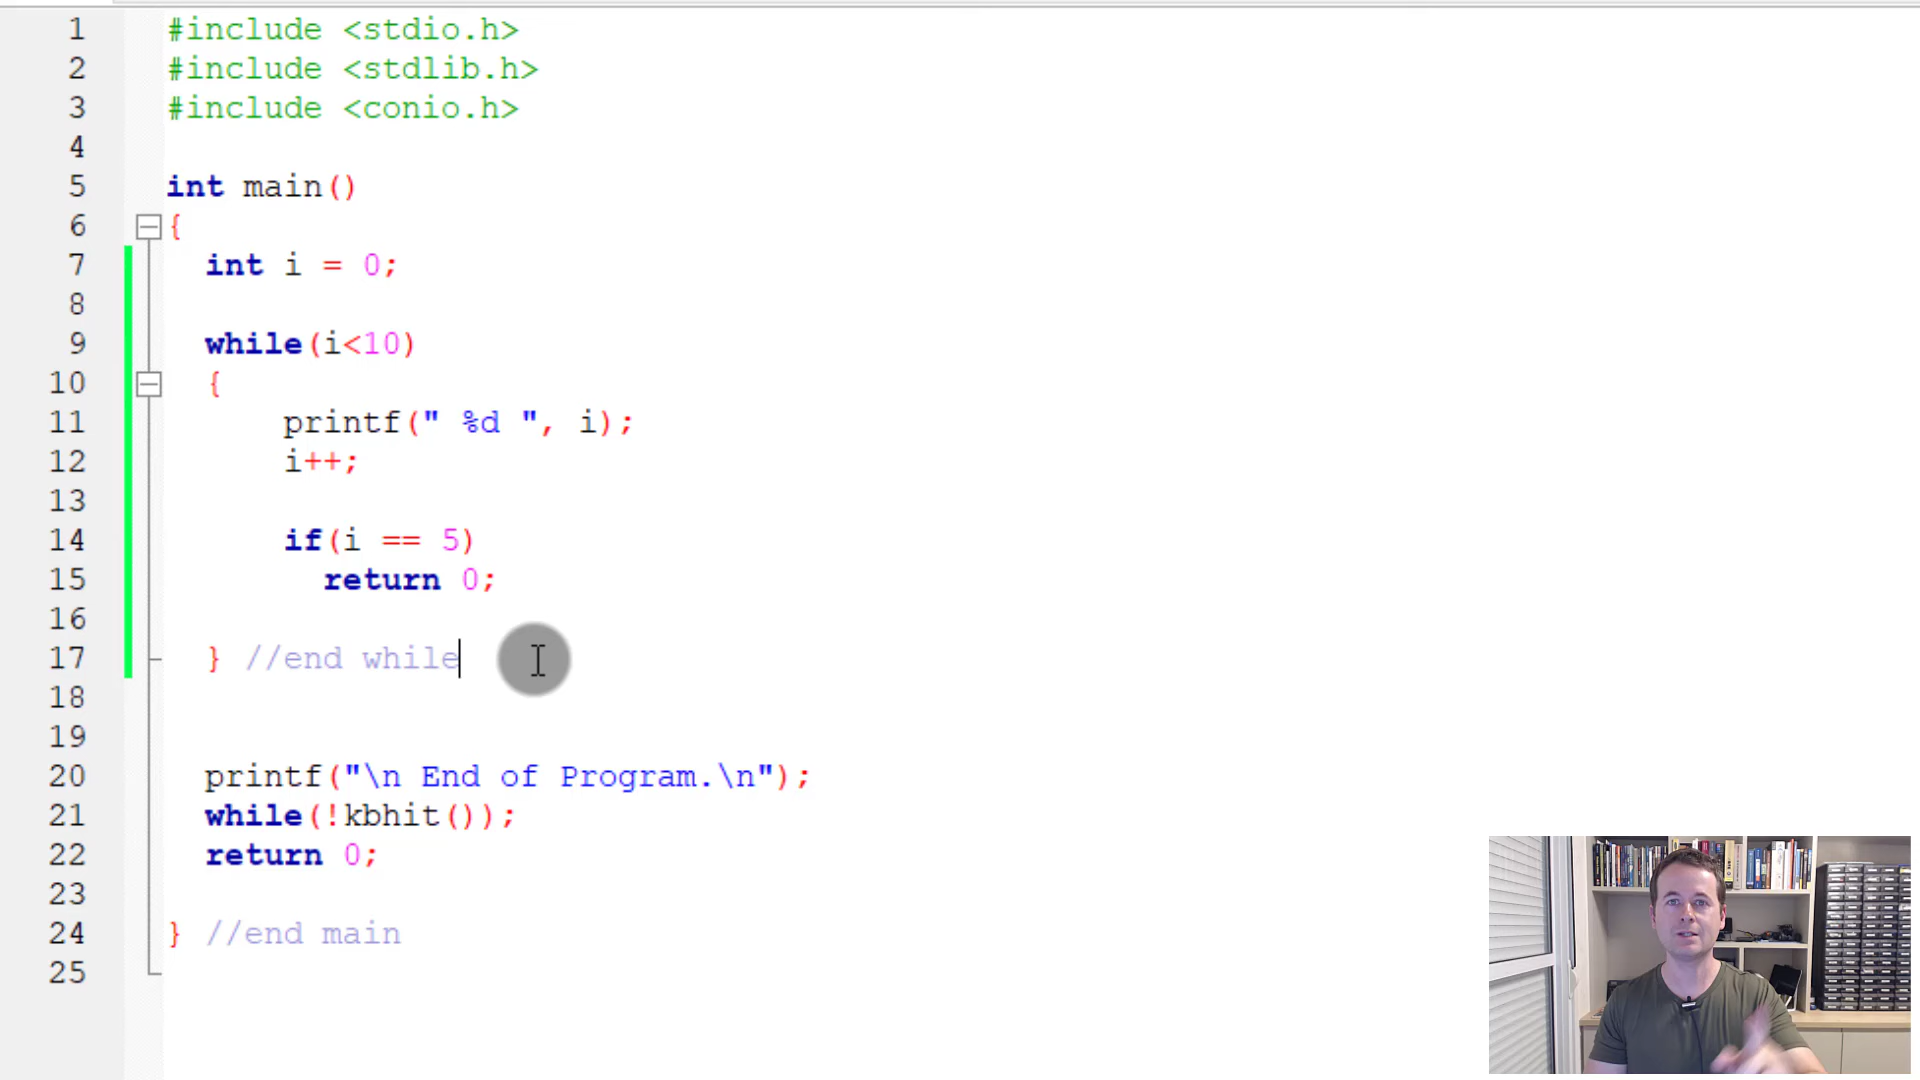 1 #include <stdio.h>
2 #include <stdlib.h>
3 #include <conio.h>
4
5 int main()
6 {
7 int i = 0;
8
9 while(i<10)
10 {
11 printf(" %d ", i);
12 i++;
13
14 if(i == 5)
15 return 0;
16
17 } //end while
18
19
20 printf("\n End of Program.\n");
21 while(!kbhit());
22 return 0;
23
24 } //end main
25